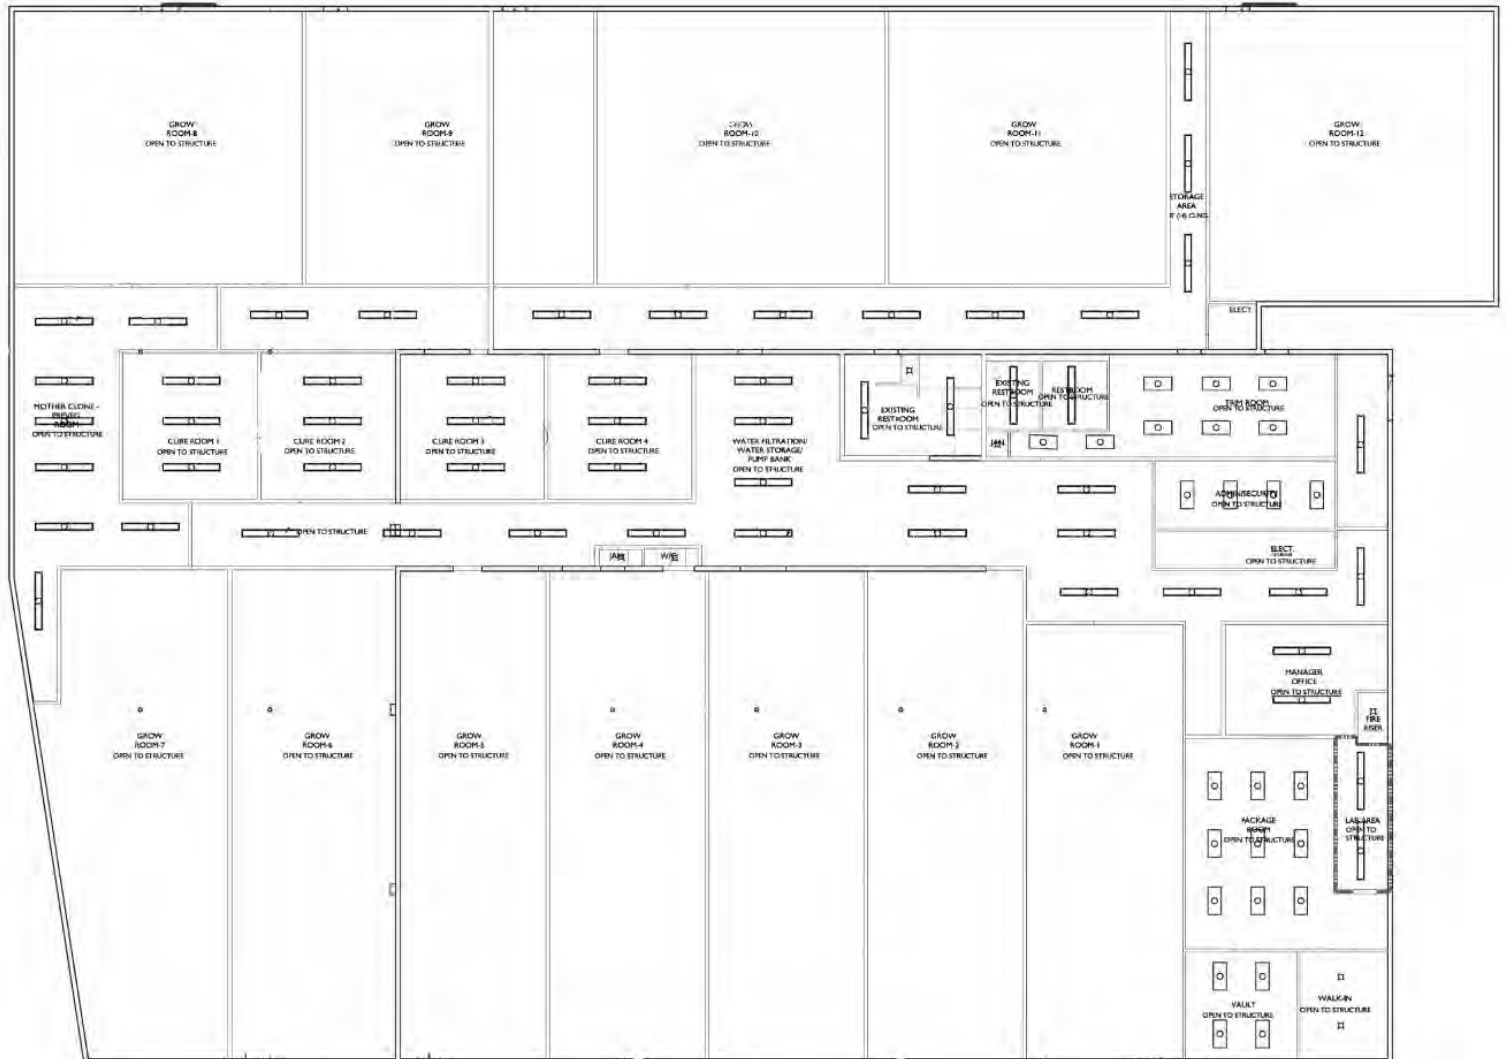 GROW
ROOM-8
OPEN TO STRUCTURE
GROW
ROOM-9
OPEN TO STRUCTURE
ROOM-10
OPEN TO STRUCTURE
GROW
ROOM-11
OPEN TO STRUCTURE
STORAGE
AREA
CLNG
GROW
ROOM-12
OPEN TO STRUCTURE
ELECT.
MOTHER CLONE -
ROOM
OPEN TO STRUCTURE
CURE ROOM 1
OPEN TO STRUCTURE
CURE ROOM 2
OPEN TO STRUCTURE
CURE ROOM 3
OPEN TO STRUCTURE
CURE ROOM 4
OPEN TO STRUCTURE
WATER FILTRATION/
WATER STORAGE/
PUMP BANK
OPEN TO STRUCTURE
EXISTING
RESTROOM
OPEN TO STRUCTURE
EXISTING
RESTROOM
OPEN TO STRUCTURE
RESTROOM
OPEN TO STRUCTURE
JAN.
TRIM ROOM
OPEN TO STRUCTURE
ADMIN/SECURITY
OPEN TO STRUCTURE
ELECT.
OPEN TO STRUCTURE
OPEN TO STRUCTURE
MANAGER
OFFICE
OPEN TO STRUCTURE
FIRE
RISER
GROW
ROOM-7
OPEN TO STRUCTURE
GROW
ROOM-6
OPEN TO STRUCTURE
GROW
ROOM-5
OPEN TO STRUCTURE
GROW
ROOM-4
OPEN TO STRUCTURE
GROW
ROOM-3
OPEN TO STRUCTURE
GROW
ROOM-2
OPEN TO STRUCTURE
GROW
ROOM-1
OPEN TO STRUCTURE
PACKAGE
ROOM
OPEN TO STRUCTURE
LAB AREA
OPEN TO
STRUCTURE
VAULT
OPEN TO STRUCTURE
WALK-IN
OPEN TO STRUCTURE